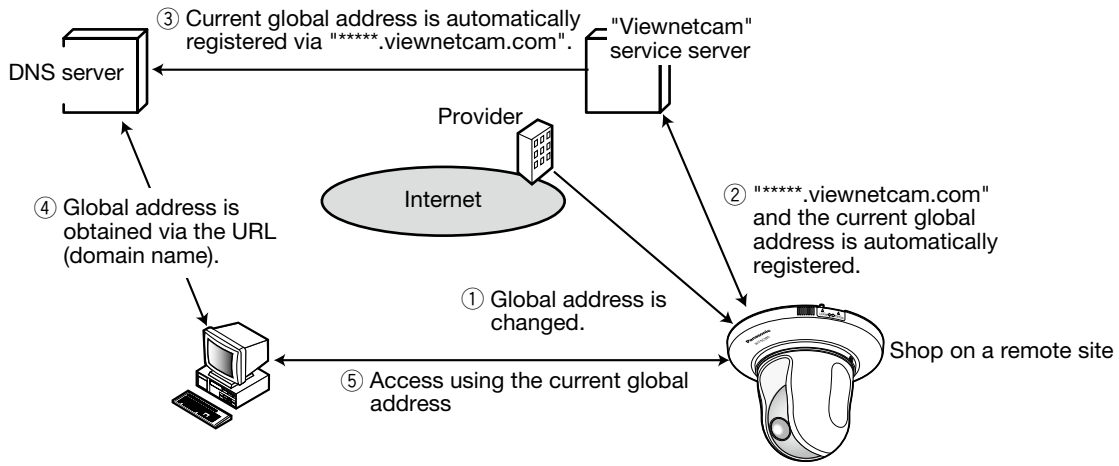 ③ Current global address is automatically
registered via "*****.viewnetcam.com".
"Viewnetcam"
service server
DNS server
Provider
Internet
④ Global address is
obtained via the URL
(domain name).
② "*****.viewnetcam.com"
and the current global
address is automatically
registered.
① Global address is
changed.
Panasonic
Shop on a remote site
⑤ Access using the current global
address